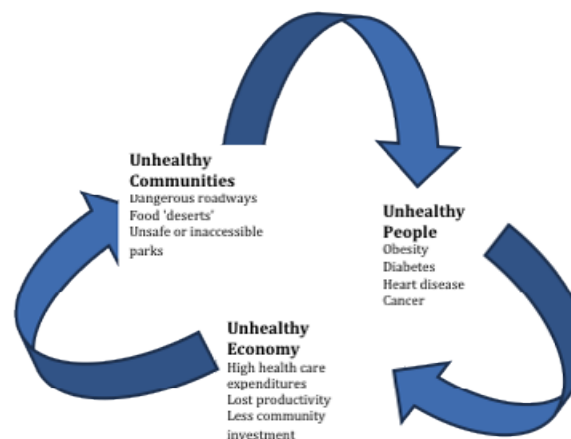 Unhealthy
Communities
Dangerous roadways
Food 'deserts'
Unsafe or inaccessible
parks
Unhealthy
People
Obesity
Diabetes
Heart disease
Cancer
Unhealthy
Economy
High health care
expenditures
Lost productivity
Less community
investment